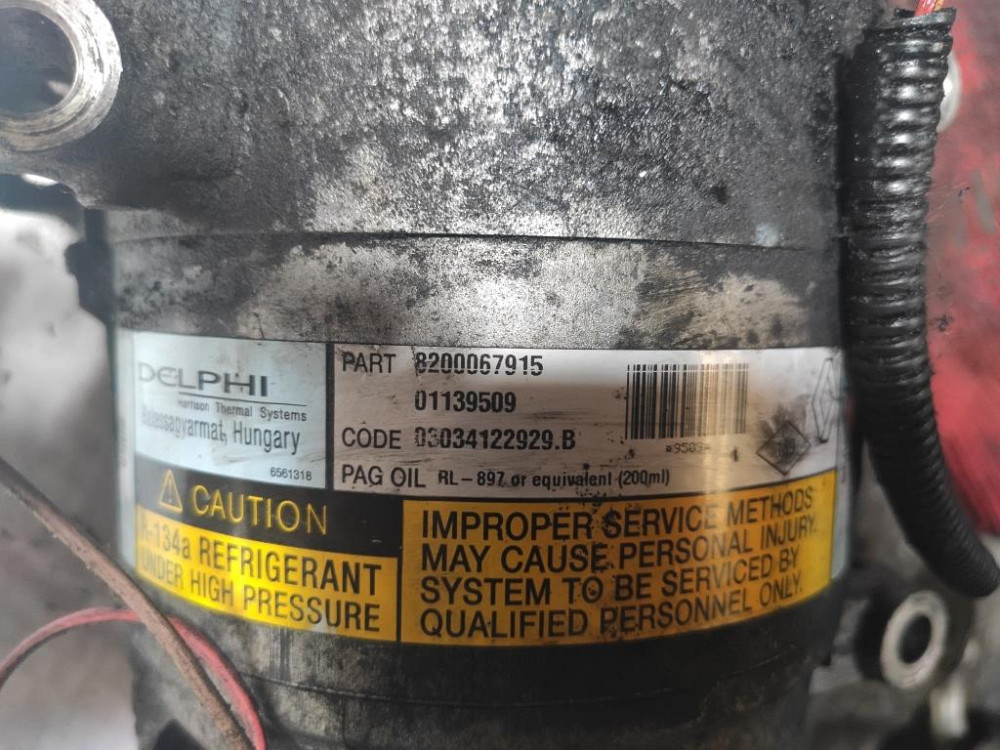 DELPHI
Harrison Thermal Systems
Balassagyarmat, Hungary
6561318
PART 8200067915
01139509
CODE 03034122929.B
PAG OIL RL-897 or equivalent (200ml)
CAUTION
R-134a REFRIGERANT
UNDER HIGH PRESSURE
IMPROPER SERVICE METHODS
MAY CAUSE PERSONAL INJURY.
SYSTEM TO BE SERVICED BY
QUALIFIED PERSONNEL ONLY.